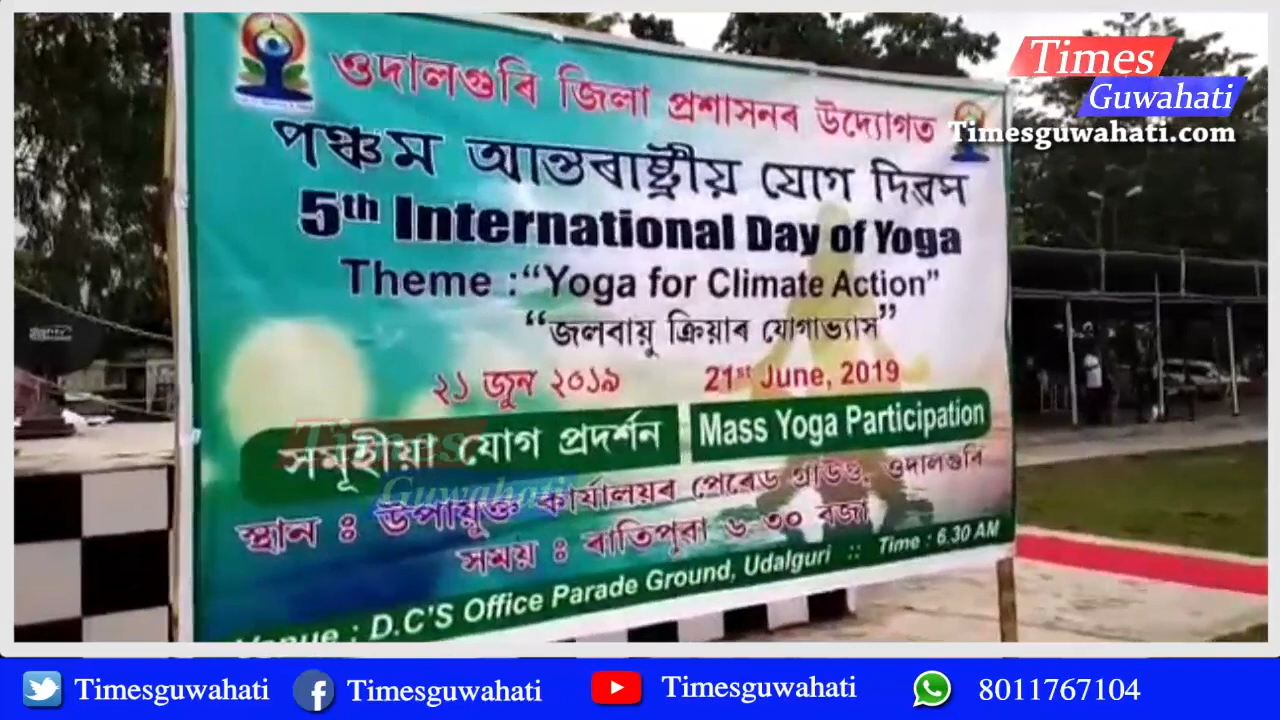 Times
Guwahati
Timesguwahati.com
ওদালগুৰি জিলা প্ৰশাসনৰ উদ্যোগত
পঞ্চম আন্তৰাষ্ট্ৰীয় যোগ দিৱস
5th International Day of Yoga
Theme :“Yoga for Climate Action”
“জলবায়ু ক্ৰিয়াৰ যোগাভ্যাস”
২১ জুন ২০১৯ 21st June, 2019
সমূহীয়া যোগ প্ৰদৰ্শন Mass Yoga Participation
Times
Guwahati
স্থান ঃ উপায়ুক্ত কাৰ্যালয়ৰ পেৰেড গ্ৰাউণ্ড, ওদালগুৰি
সময় ঃ ৰাতিপুৱা ৬-৩০ বজা
Venue : D.C'S Office Parade Ground, Udalguri :: Time : 6.30 AM
Timesguwahati Timesguwahati Timesguwahati 8011767104